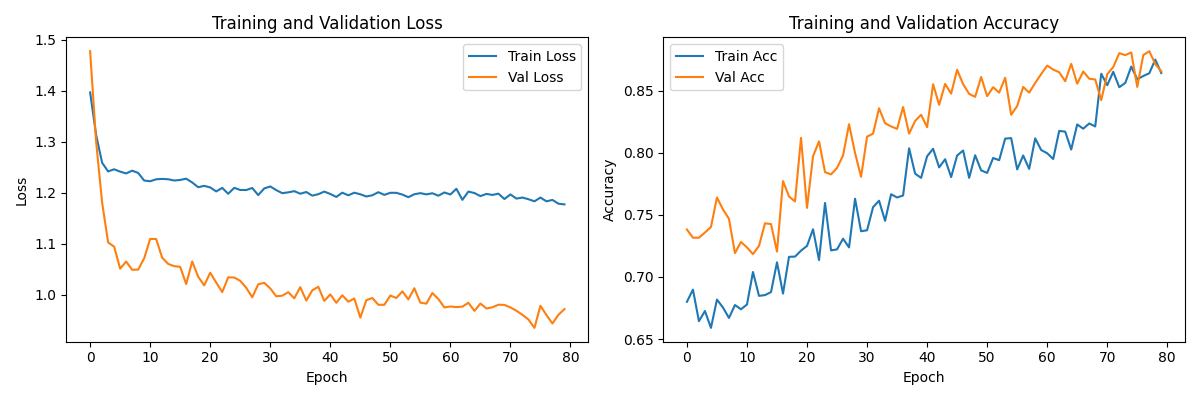 Training and Validation Loss
1.5
1.4
1.3
1.2
1.1
1.0
Loss
Train Loss
Val Loss
0 10 20 30 40 50 60 70 80
Epoch
Training and Validation Accuracy
0.85
0.80
0.75
0.70
0.65
Accuracy
Train Acc
Val Acc
0 10 20 30 40 50 60 70 80
Epoch